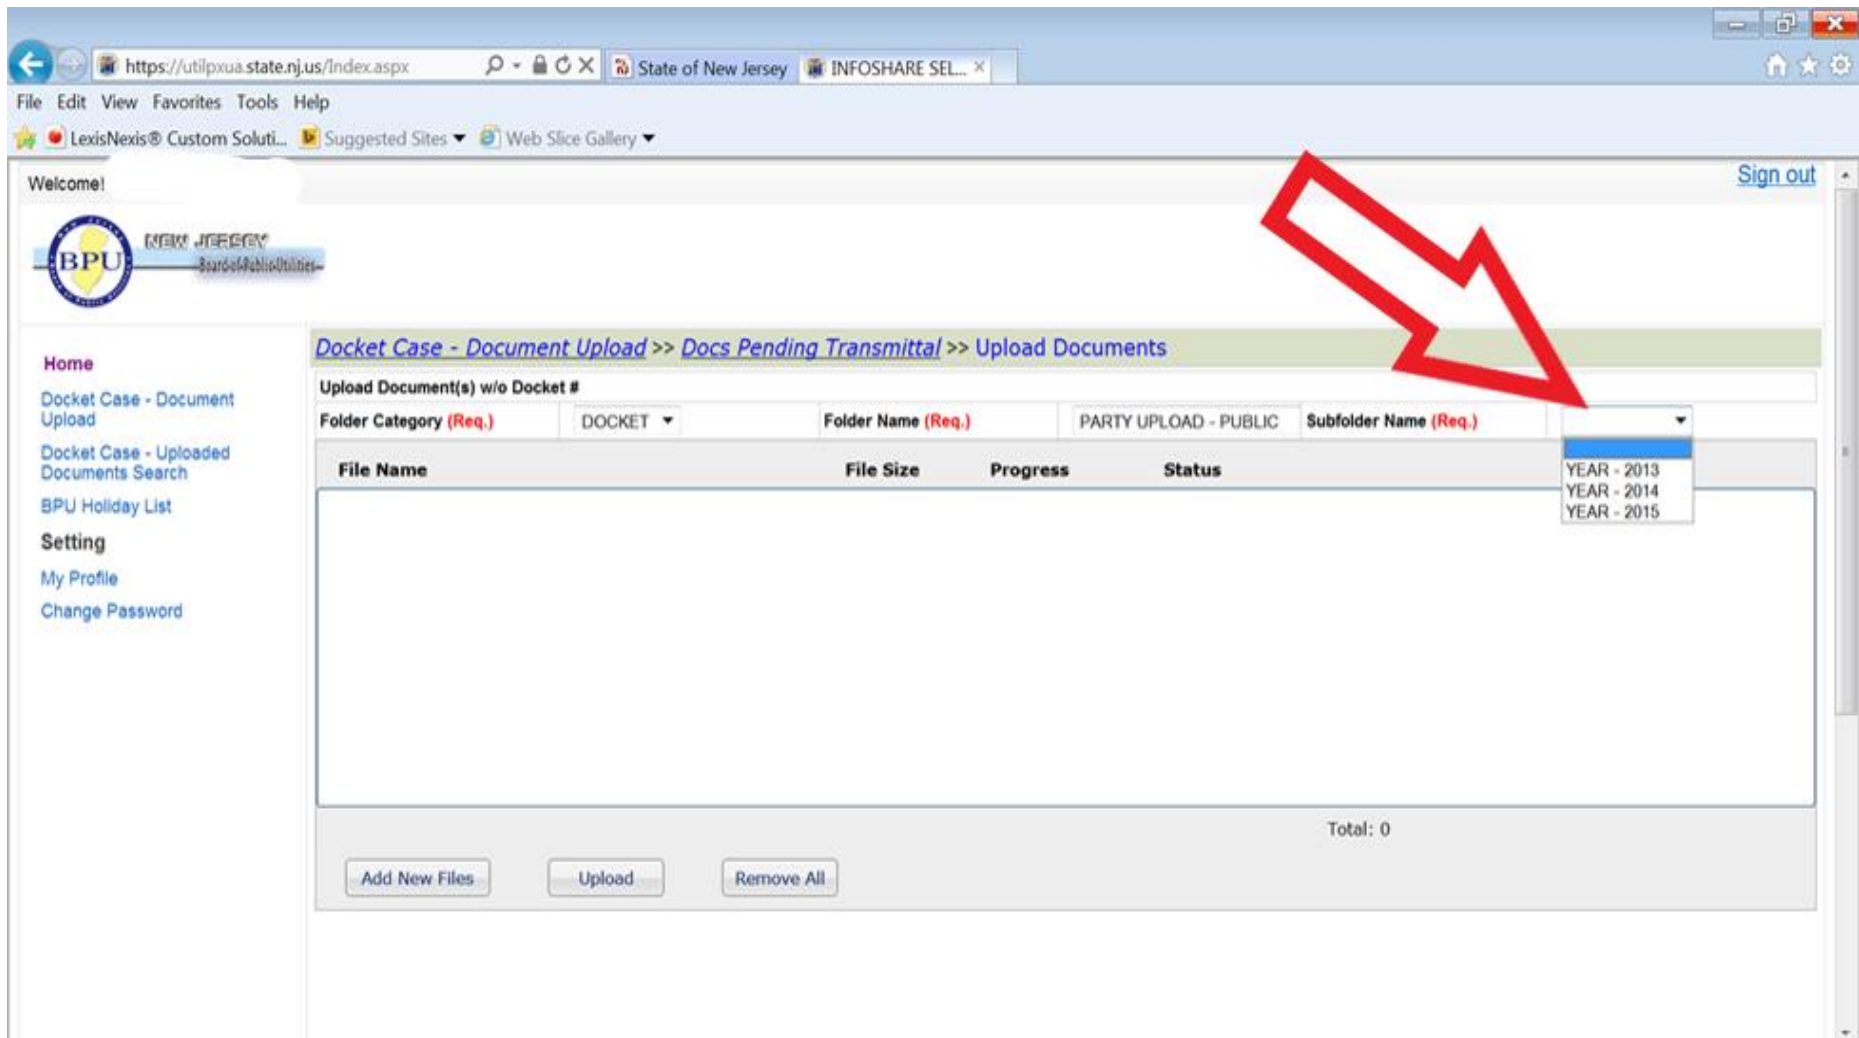 https://utilpxua.state.nj.us/Index.aspx
State of New Jersey
INFOSHARE SEL...
File Edit View Favorites Tools Help
LexisNexis® Custom Soluti...
Suggested Sites
Web Slice Gallery
Welcome!
Sign out
BPU
NEW JERSEY
Board of Public Utilities
Docket Case - Document Upload >> Docs Pending Transmittal >> Upload Documents
Home
Docket Case - Document
Upload
Docket Case - Uploaded
Documents Search
BPU Holiday List
Setting
My Profile
Change Password
Upload Document(s) w/o Docket #
Folder Category (Req.) DOCKET Folder Name (Req.) PARTY UPLOAD - PUBLIC Subfolder Name (Req.)
YEAR - 2013
YEAR - 2014
YEAR - 2015
File Name File Size Progress Status
Total: 0
Add New Files Upload Remove All